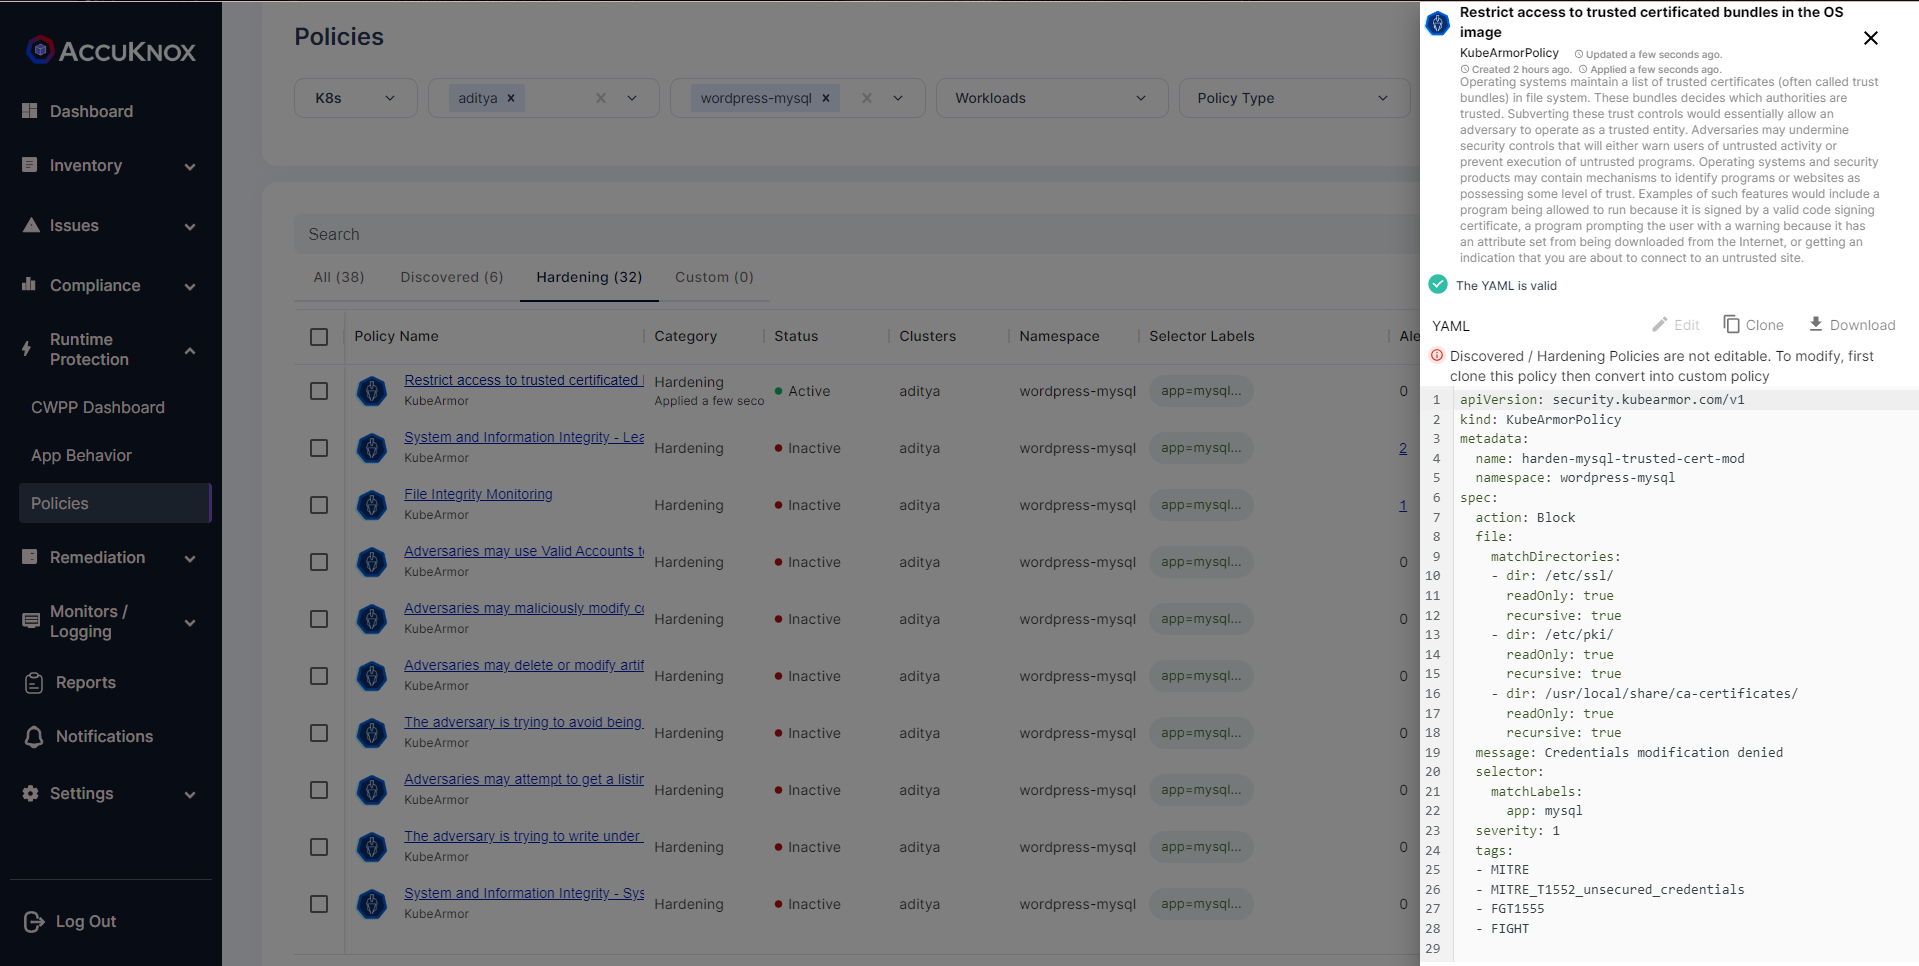 ACCUKNOX
Dashboard
Inventory
Issues
Compliance
Runtime
Protection
CWPP Dashboard
App Behavior
Policies
Remediation
Monitors /
Logging
Reports
Notifications
Settings
Log Out
Policies
K8s
aditya
wordpress-mysql
Workloads
Policy Type
Search
All (38) Discovered (6) Hardening (32) Custom (0)
Policy Name Category Status Clusters Namespace Selector Labels Ale
Restrict access to trusted certificated Hardening Active aditya wordpress-mysql app=mysql... 0
KubeArmor Applied a few seco
System and Information Integrity - Lea Hardening Inactive aditya wordpress-mysql app=mysql... 2
KubeArmor
File Integrity Monitoring Hardening Inactive aditya wordpress-mysql app=mysql... 1
KubeArmor
Adversaries may use Valid Accounts to Hardening Inactive aditya wordpress-mysql app=mysql... 0
KubeArmor
Adversaries may maliciously modify co Hardening Inactive aditya wordpress-mysql app=mysql... 0
KubeArmor
Adversaries may delete or modify artif Hardening Inactive aditya wordpress-mysql app=mysql... 0
KubeArmor
The adversary is trying to avoid being Hardening Inactive aditya wordpress-mysql app=mysql... 0
KubeArmor
Adversaries may attempt to get a listin Hardening Inactive aditya wordpress-mysql app=mysql... 0
KubeArmor
The adversary is trying to write under Hardening Inactive aditya wordpress-mysql app=mysql... 0
KubeArmor
System and Information Integrity - Sys Hardening Inactive aditya wordpress-mysql app=mysql... 0
KubeArmor
Restrict access to trusted certificated bundles in the OS
image
KubeArmorPolicy Updated a few seconds ago.
Created 2 hours ago. Applied a few seconds ago.
Operating systems maintain a list of trusted certificates (often called trust
bundles) in file system. These bundles decides which authorities are
trusted. Subverting these trust controls would essentially allow an
adversary to operate as a trusted entity. Adversaries may undermine
security controls that will either warn users of untrusted activity or
prevent execution of untrusted programs. Operating systems and security
products may contain mechanisms to identify programs or websites as
possessing some level of trust. Examples of such features would include a
program being allowed to run because it is signed by a valid code signing
certificate, a program prompting the user with a warning because it has
an attribute set from being downloaded from the Internet, or getting an
indication that you are about to connect to an untrusted site.
The YAML is valid
YAML Edit Clone Download
Discovered / Hardening Policies are not editable. To modify, first
clone this policy then convert into custom policy
1 apiVersion: security.kubearmor.com/v1
2 kind: KubeArmorPolicy
3 metadata:
4 name: harden-mysql-trusted-cert-mod
5 namespace: wordpress-mysql
6 spec:
7 action: Block
8 file:
9 matchDirectories:
10 - dir: /etc/ssl/
11 readOnly: true
12 recursive: true
13 - dir: /etc/pki/
14 readOnly: true
15 recursive: true
16 - dir: /usr/local/share/ca-certificates/
17 readOnly: true
18 recursive: true
19 message: Credentials modification denied
20 selector:
21 matchLabels:
22 app: mysql
23 severity: 1
24 tags:
25 - MITRE
26 - MITRE_T1552_unsecured_credentials
27 - FGT1555
28 - FIGHT
29